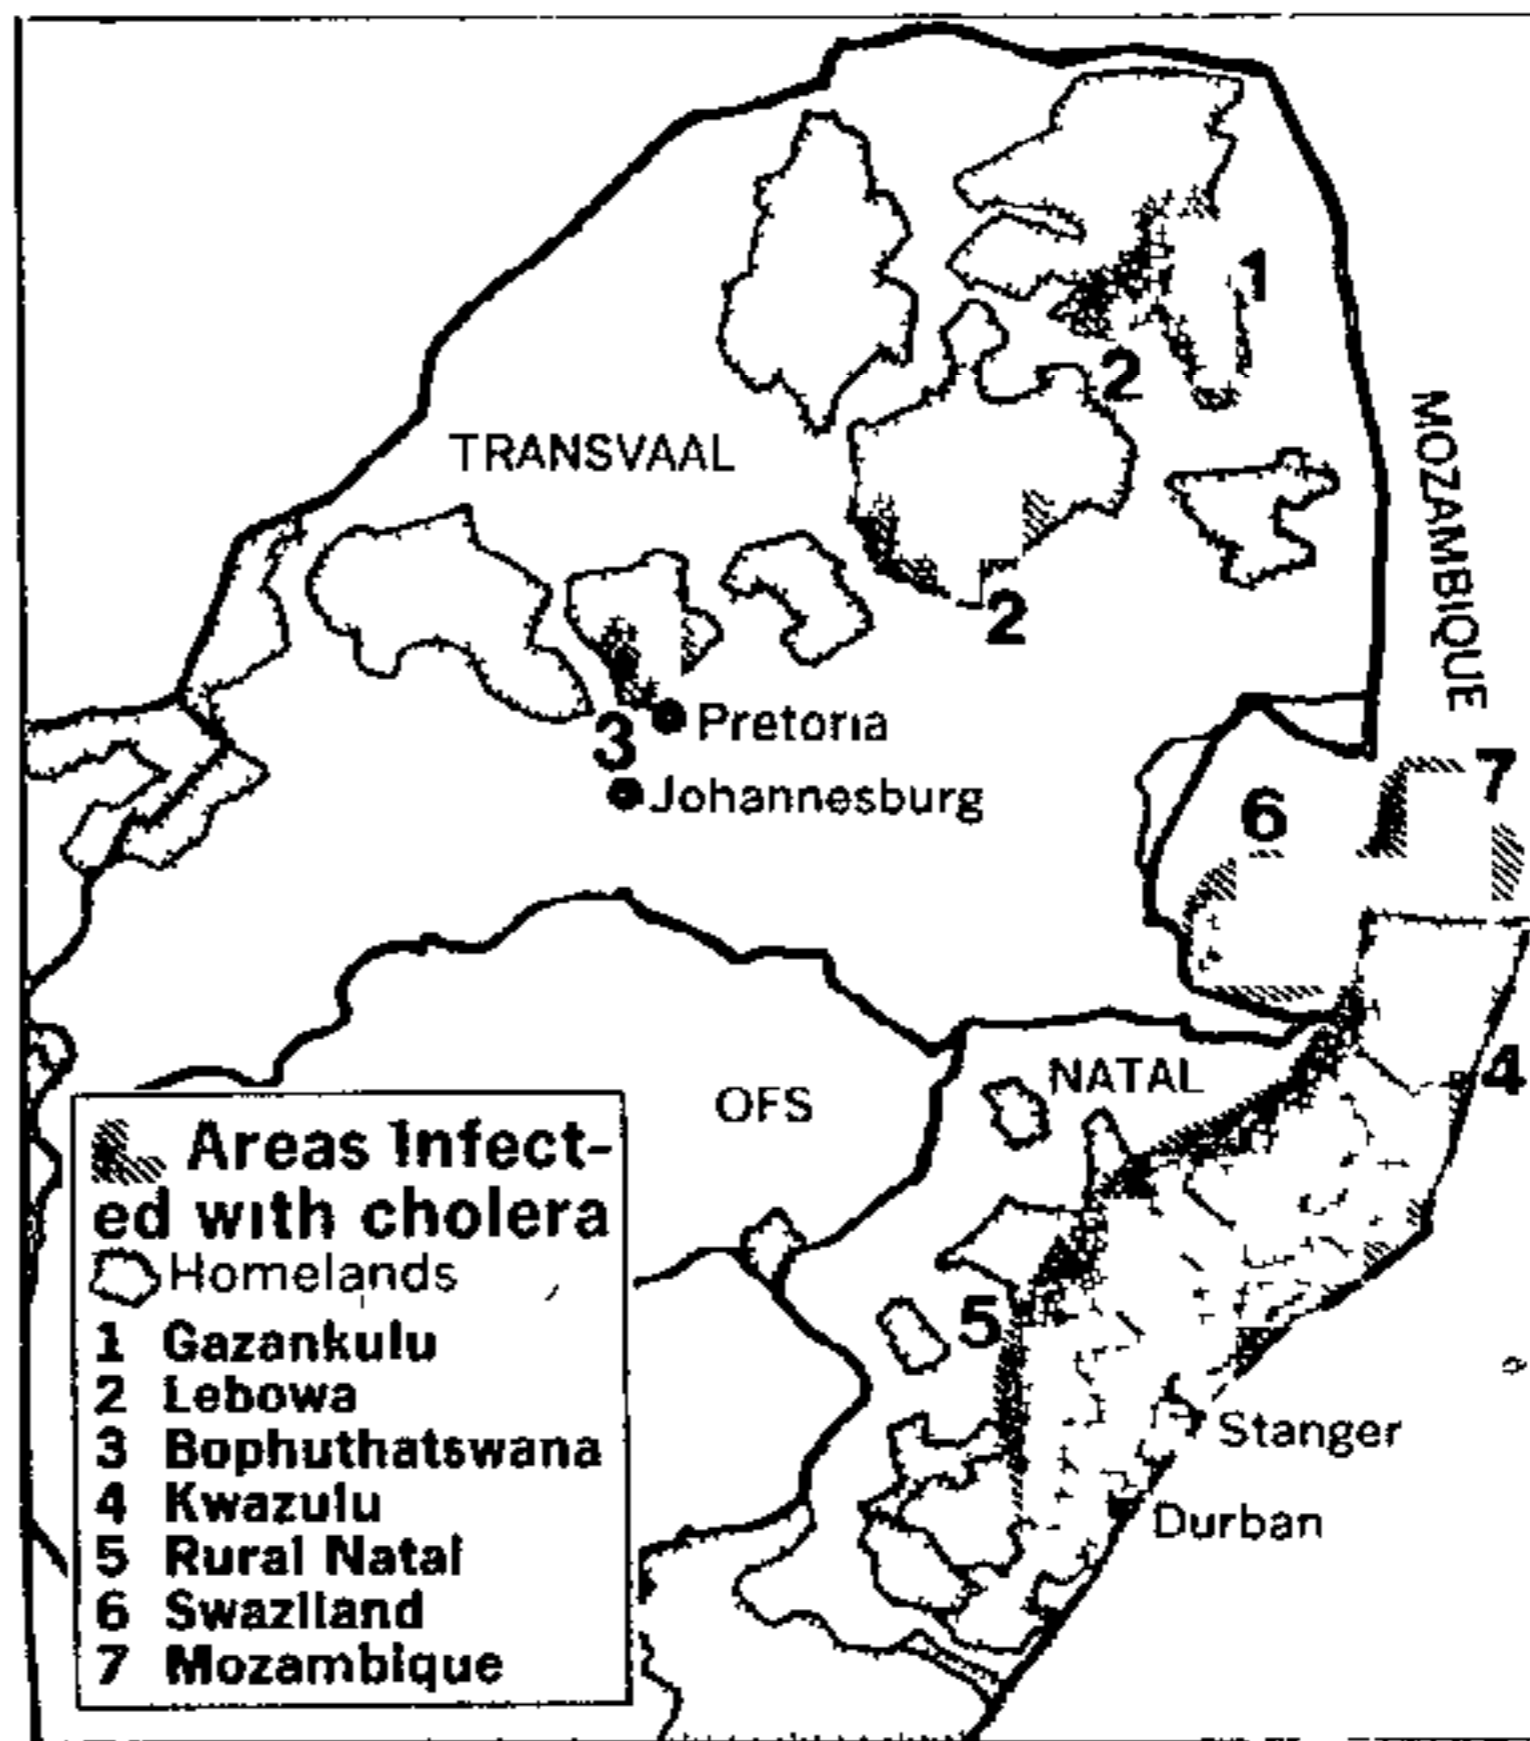 1
2
TRANSVAAL
MOZAMBIQUE
2
3
Pretoria
Johannesburg
7
6
4
NATAL
OFS
5
Stanger
Durban
Areas Infect-
ed with cholera
Homelands
1 Gazankulu
2 Lebowa
3 Bophuthatswana
4 Kwazulu
5 Rural Natal
6 Swaziland
7 Mozambique